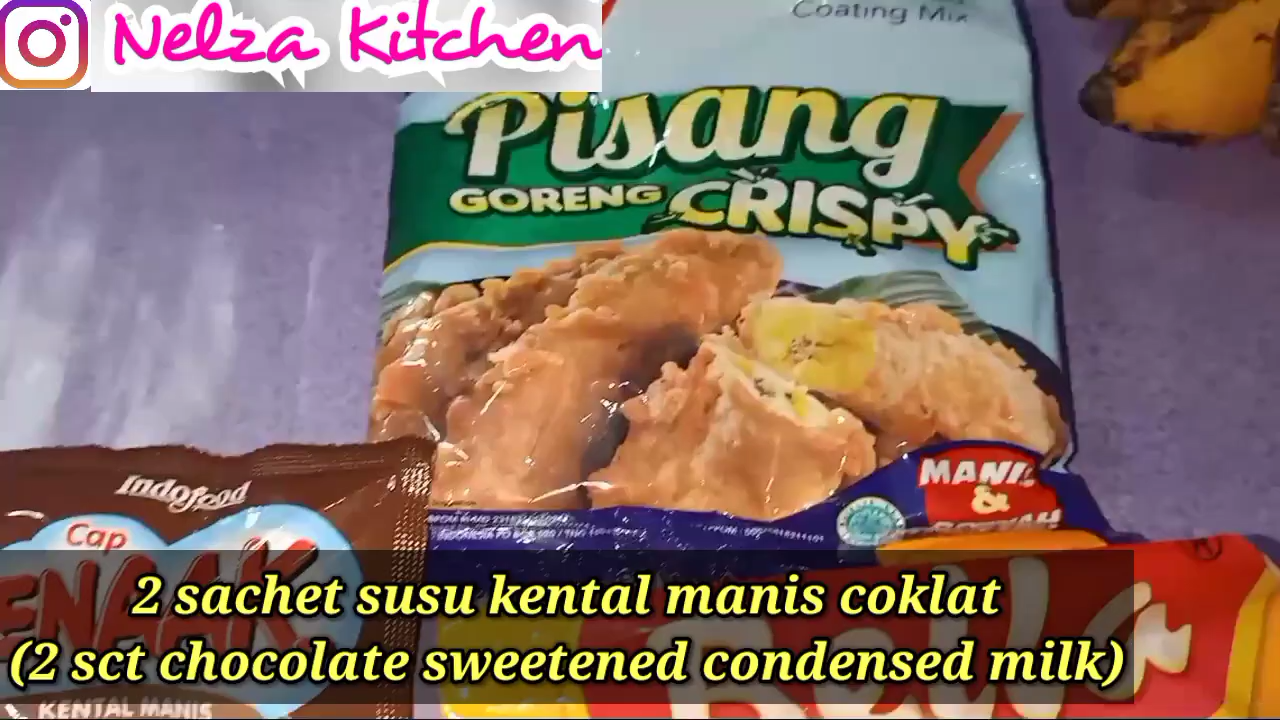 Nelza Kitchen
Coating Mix
Pisang
GORENG CRISPY
MANIS
&
Indofood
Cap
ENAAK
2 sachet susu kental manis coklat
(2 sct chocolate sweetened condensed milk)
KENTAL MANIS